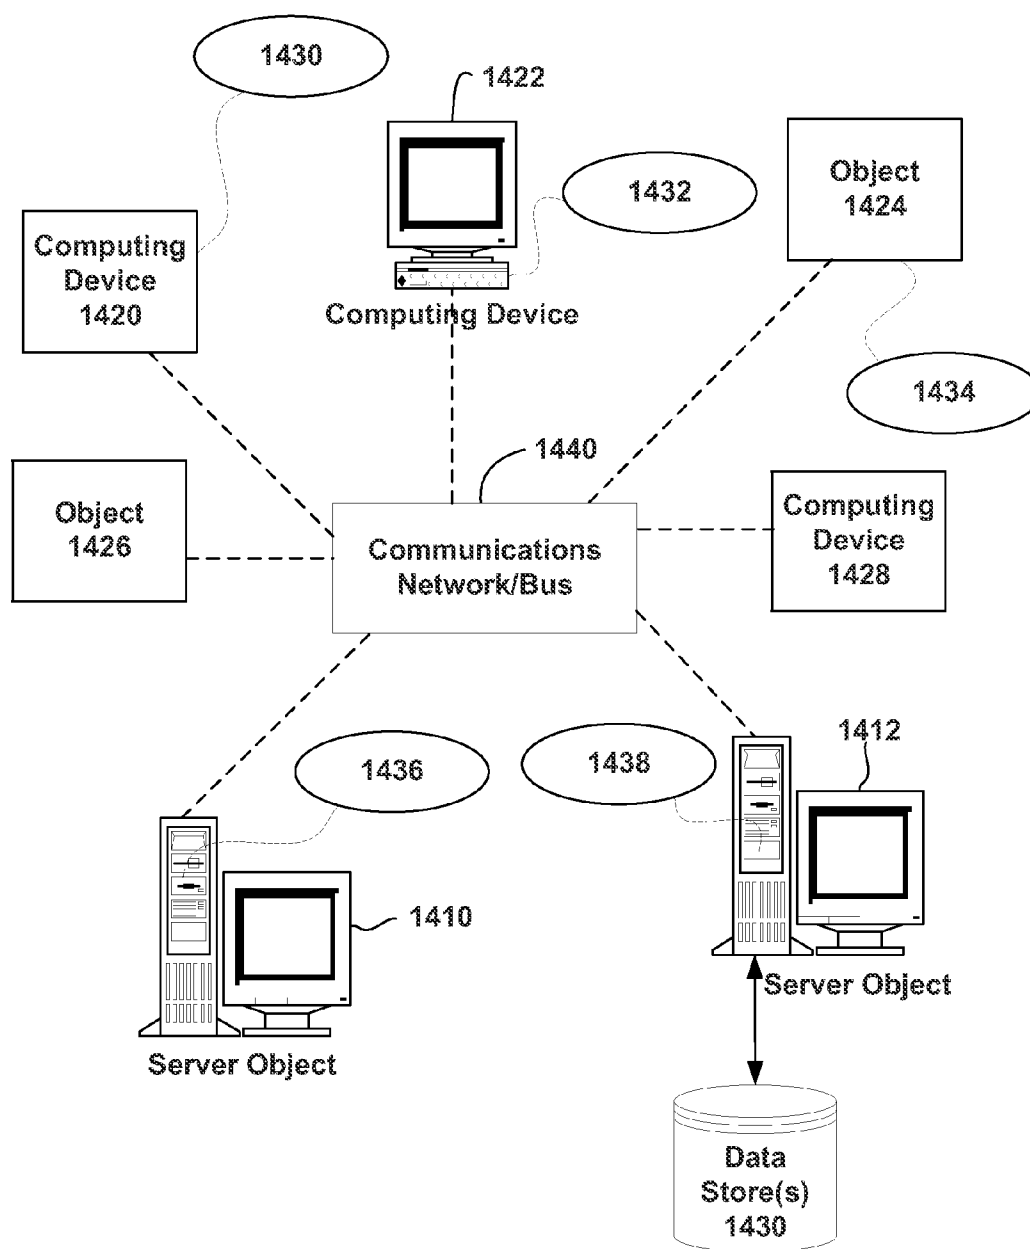 1430
1422
1432
Object
1424
Computing
Device
1420
Computing Device
1434
1440
Object
1426
Communications
Network/Bus
Computing
Device
1428
1436
1438
1412
1410
Server Object
Server Object
Data
Store(s)
1430